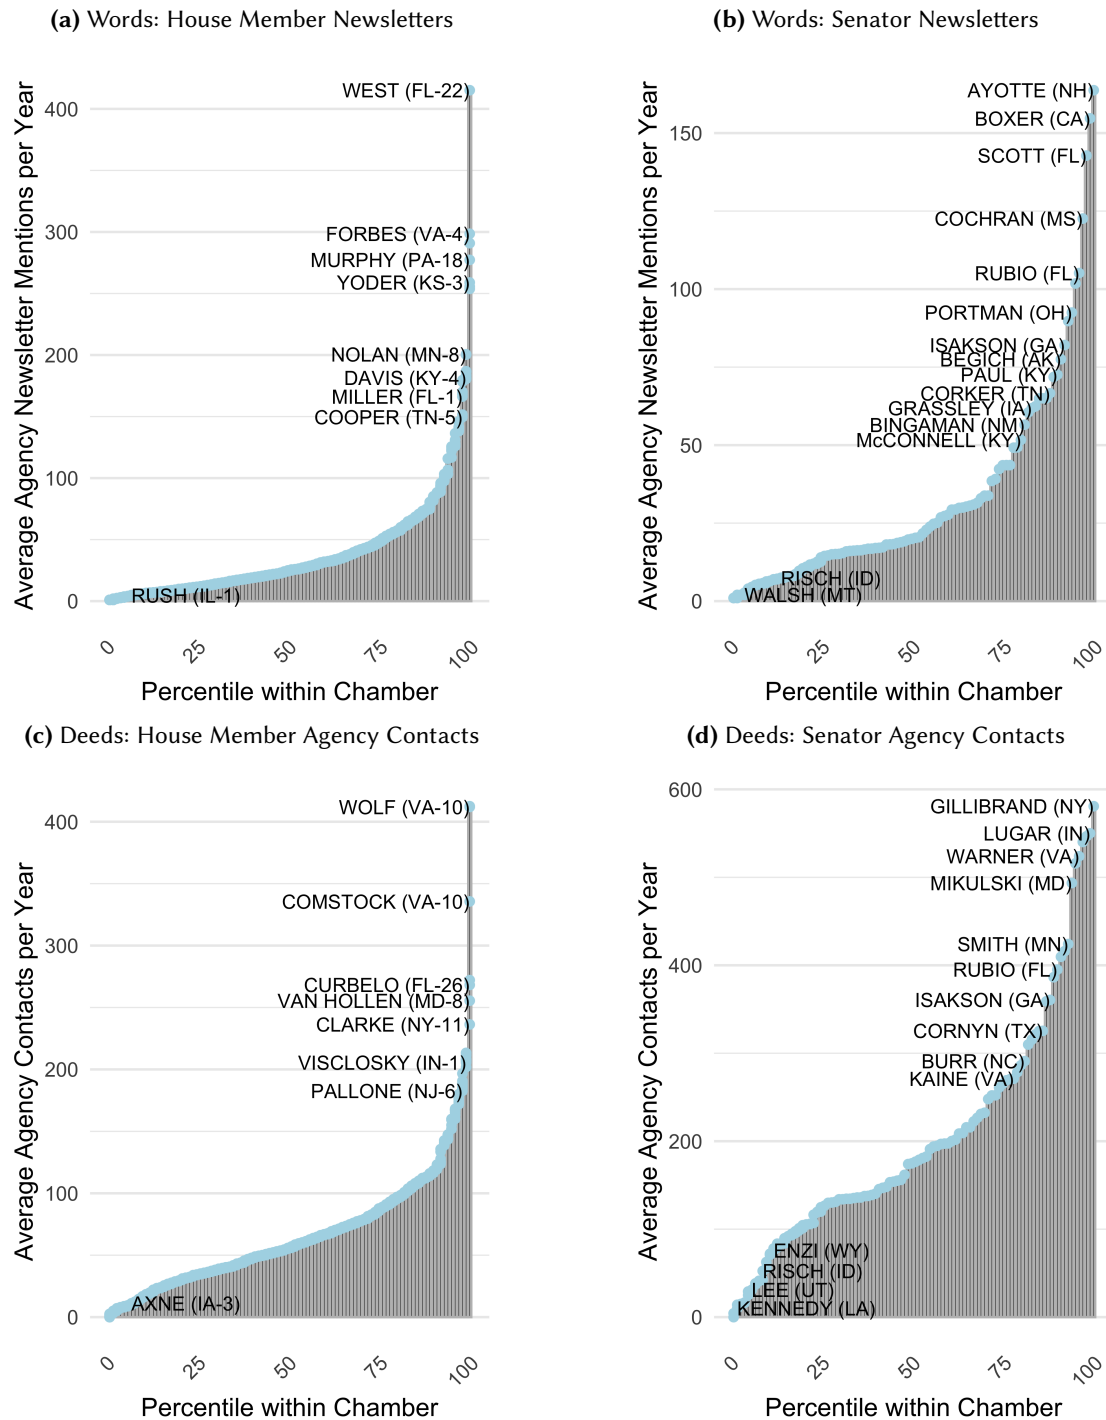 (a) Words: House Member Newsletters
Average Agency Newsletter Mentions per Year
400
300
200
100
0
WEST (FL-22)
FORBES (VA-4)
MURPHY (PA-18)
YODER (KS-3)
NOLAN (MN-8)
DAVIS (KY-4)
MILLER (FL-1)
COOPER (TN-5)
RUSH (IL-1)
0 25 50 75 100
Percentile within Chamber
(b) Words: Senator Newsletters
Average Agency Newsletter Mentions per Year
150
100
50
0
AYOTTE (NH)
BOXER (CA)
SCOTT (FL)
COCHRAN (MS)
RUBIO (FL)
PORTMAN (OH)
ISAKSON (GA)
BEGICH (AK)
PAUL (KY)
CORKER (TN)
GRASSLEY (IA)
BINGAMAN (NM)
McCONNELL (KY)
RISCH (ID)
WALSH (MT)
0 25 50 75 100
Percentile within Chamber
(c) Deeds: House Member Agency Contacts
Average Agency Contacts per Year
400
300
200
100
0
WOLF (VA-10)
COMSTOCK (VA-10)
CURBELO (FL-26)
VAN HOLLEN (MD-8)
CLARKE (NY-11)
VISCLOSKY (IN-1)
PALLONE (NJ-6)
AXNE (IA-3)
0 25 50 75 100
Percentile within Chamber
(d) Deeds: Senator Agency Contacts
Average Agency Contacts per Year
600
400
200
0
GILLIBRAND (NY)
LUGAR (IN)
WARNER (VA)
MIKULSKI (MD)
SMITH (MN)
RUBIO (FL)
ISAKSON (GA)
CORNYN (TX)
BURR (NC)
KAINE (VA)
ENZI (WY)
RISCH (ID)
LEE (UT)
KENNEDY (LA)
0 25 50 75 100
Percentile within Chamber